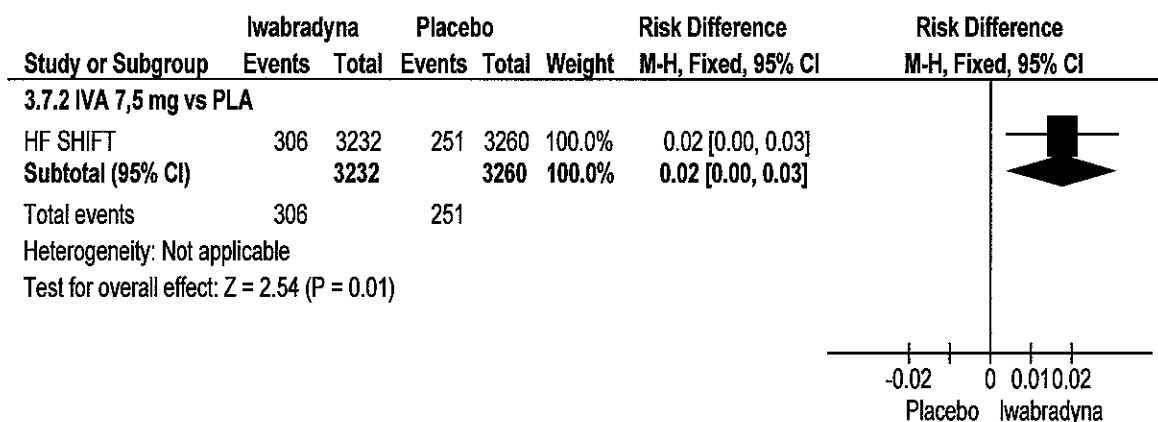 Iwabradyna Placebo Risk Difference Risk Difference
Study or Subgroup Events Total Events Total Weight M-H, Fixed, 95% CI M-H, Fixed, 95% CI
3.7.2 IVA 7,5 mg vs PLA
HF SHIFT 306 3232 251 3260 100.0% 0.02 [0.00, 0.03]
Subtotal (95% CI) 3232 3260 100.0% 0.02 [0.00, 0.03]
Total events 306 251
Heterogeneity: Not applicable
Test for overall effect: Z = 2.54 (P = 0.01)
-0.02 0 0.01 0.02
Placebo Iwabradyna